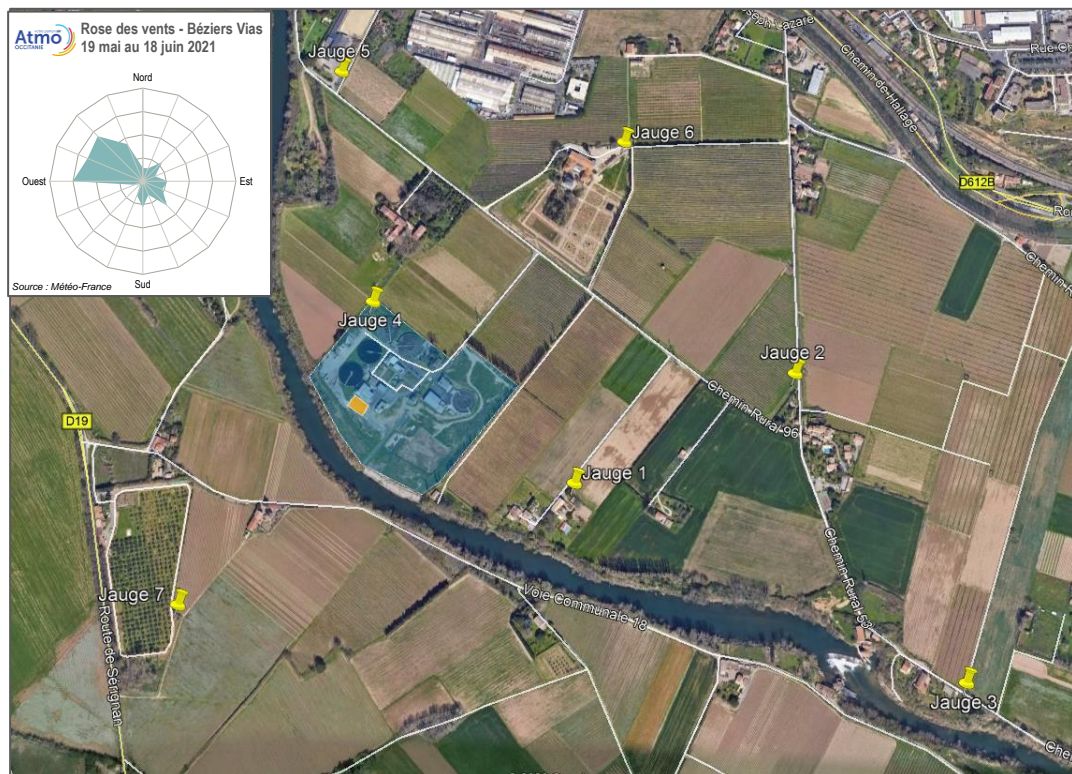 Atmo
OCCITANIE
Rose des vents - Béziers Vias
19 mai au 18 juin 2021
Nord
Ouest
Est
Sud
Source : Météo-France
Jauge 5
Jauge 6
Jauge 4
Jauge 2
Jauge 1
Jauge 7
Jauge 3
Chemin de Hallage
D612B
D19
Chemin Rural 96
Chemin Rural 53
Voie Communale 18
Route de Sérignan